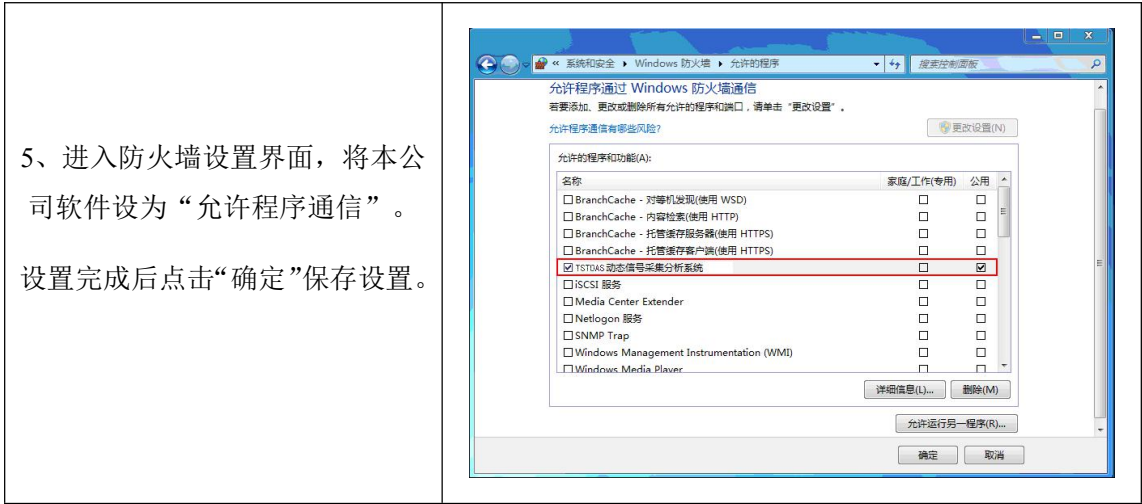 5、进入防火墙设置界面，将本公
司软件设为“允许程序通信”。
设置完成后点击“确定”保存设置。
« 系统和安全 ▸ Windows 防火墙 ▸ 允许的程序
搜索控制面板
允许程序通过 Windows 防火墙通信
若要添加、更改或删除所有允许的程序和端口，请单击“更改设置”。
允许程序通信有哪些风险?
更改设置(N)
允许的程序和功能(A):
名称 家庭/工作(专用) 公用
BranchCache - 对等机发现(使用 WSD)
BranchCache - 内容检索(使用 HTTP)
BranchCache - 托管缓存服务器(使用 HTTPS)
BranchCache - 托管缓存客户端(使用 HTTPS)
TSTDAS动态信号采集分析系统
iSCSI 服务
Media Center Extender
Netlogon 服务
SNMP Trap
Windows Management Instrumentation (WMI)
Windows Media Player
详细信息(L)... 删除(M)
允许运行另一程序(R)...
确定 取消